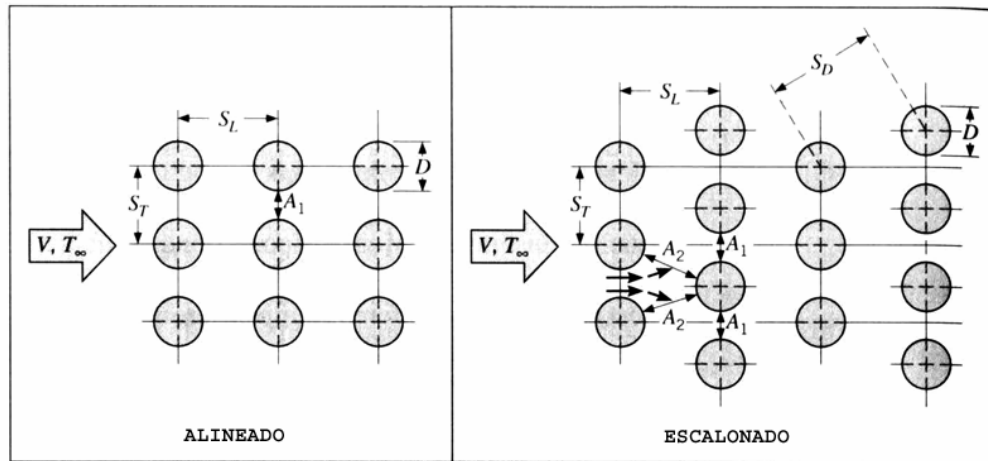 S_L
D
S_T
A_1
V, T_∞
ALINEADO
S_D
S_L
D
S_T
A_2
A_1
V, T_∞
A_2
A_1
ESCALONADO